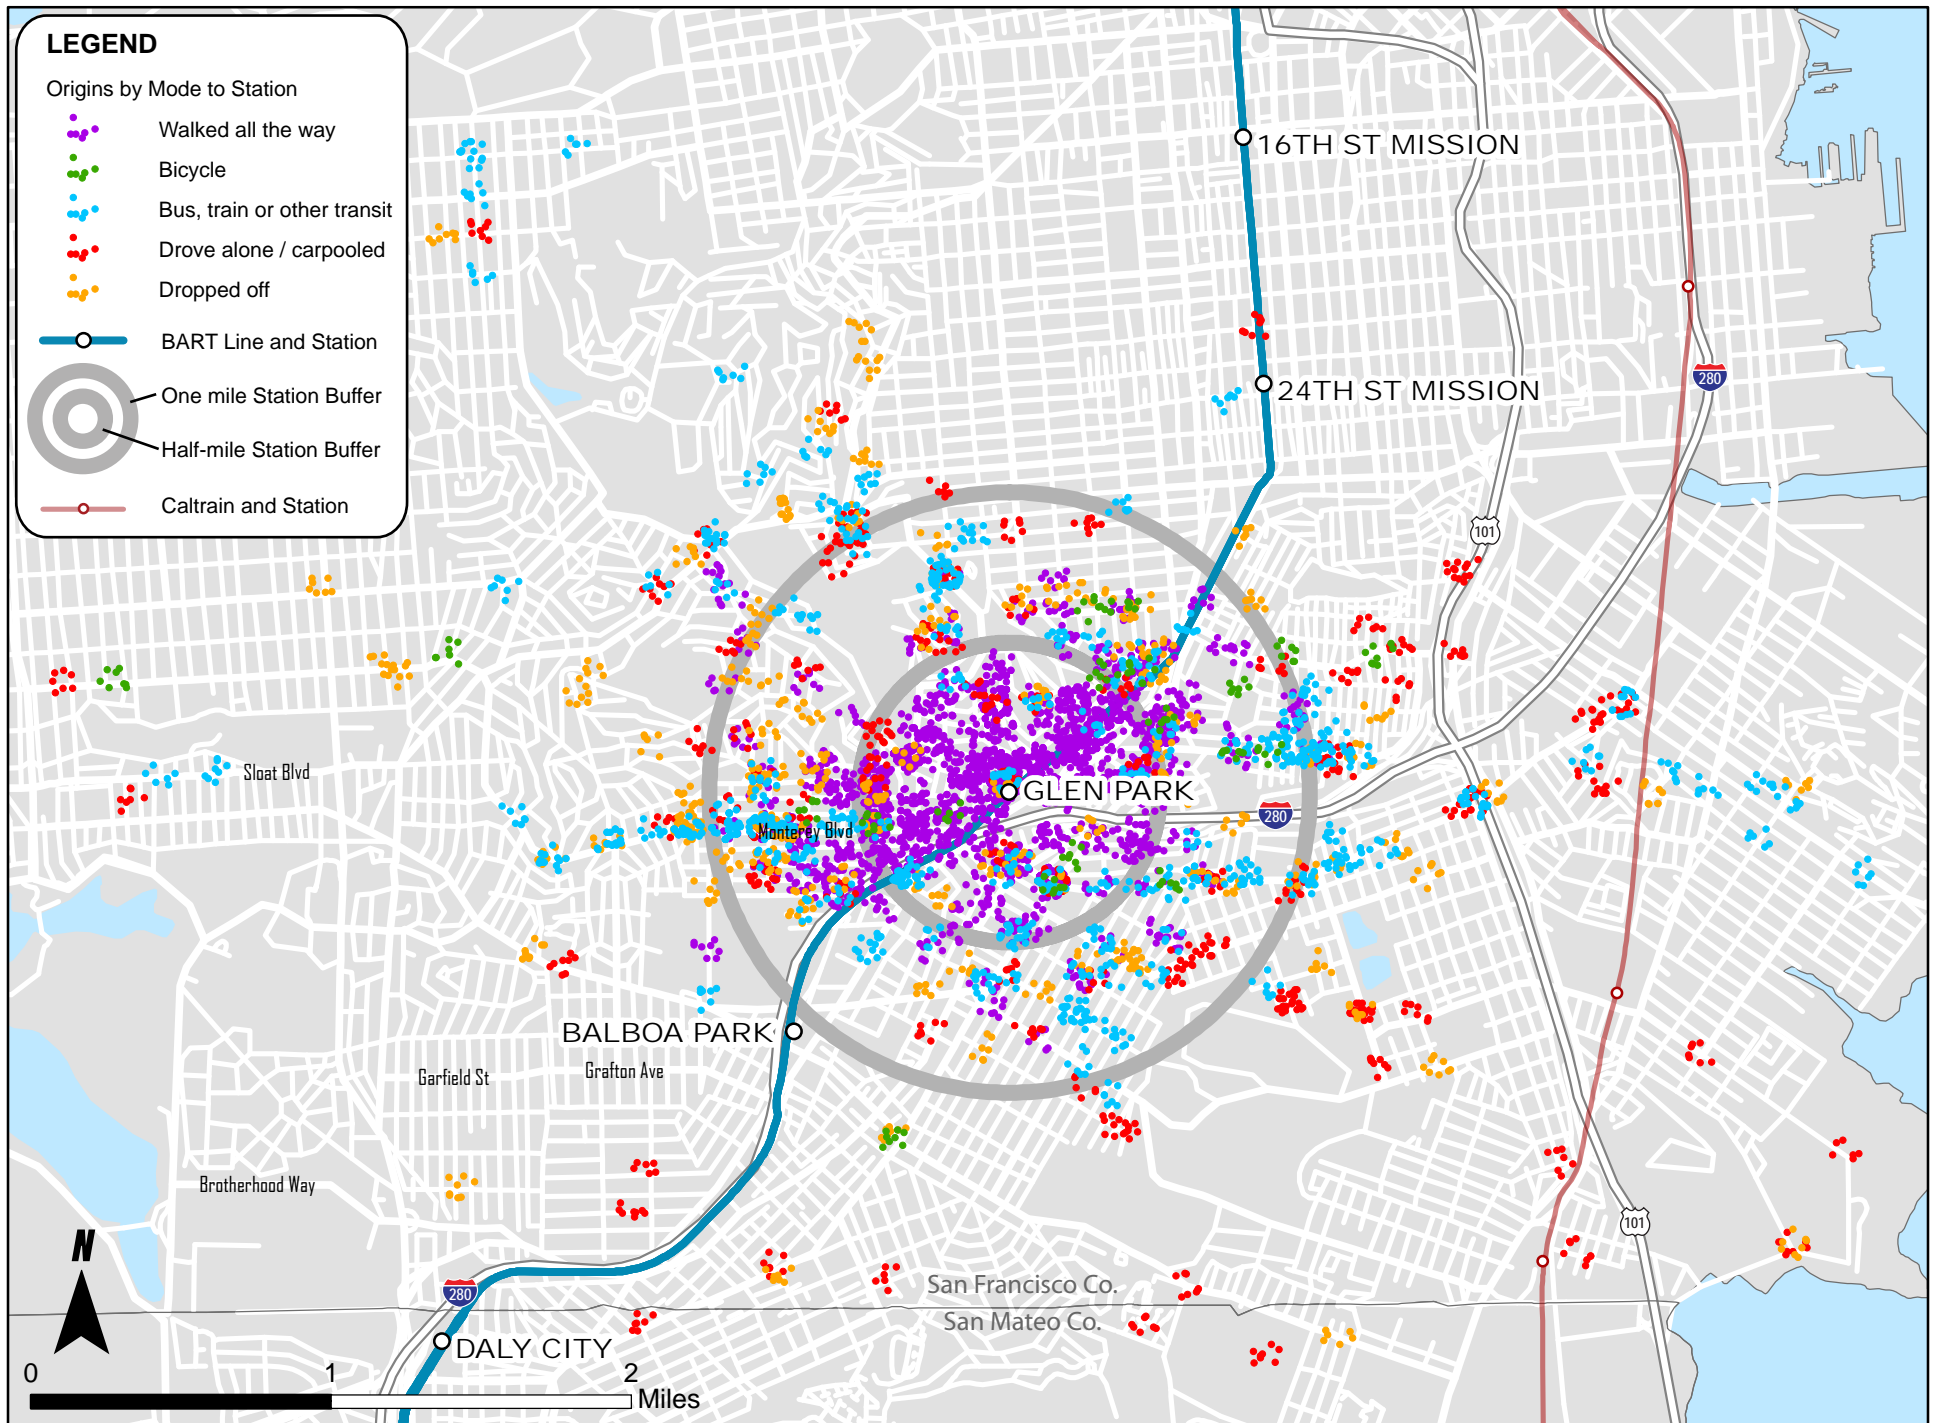 LEGEND
Origins by Mode to Station
Walked all the way
Bicycle
Bus, train or other transit
Drove alone / carpooled
Dropped off
BART Line and Station
One mile Station Buffer
Half-mile Station Buffer
Caltrain and Station
16TH ST MISSION
24TH ST MISSION
280
101
Sloat Blvd
GLEN PARK
280
Monterey Blvd
BALBOA PARK
Garfield St
Grafton Ave
Brotherhood Way
101
N
280
San Francisco Co.
San Mateo Co.
DALY CITY
0 1 2
Miles